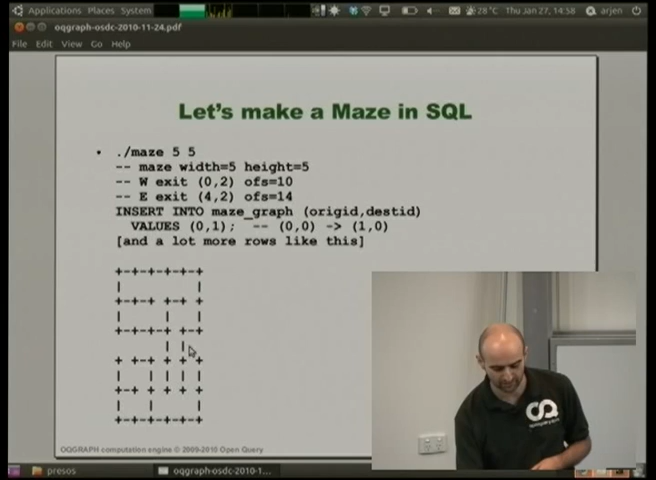 Applications Places System 28 °C Thu Jan 27, 14:58 arjen
oqgraph-osdc-2010-11-24.pdf
File Edit View Go Help
Let's make a Maze in SQL
• ./maze 5 5
-- maze width=5 height=5
-- W exit (0,2) ofs=10
-- E exit (4,2) ofs=14
INSERT INTO maze_graph (origid,destid)
VALUES (0,1); -- (0,0) -> (1,0)
[and a lot more rows like this]
+-+-+-+-+-+
|         |
+-+-+ +-+ +
|     |   |
+-+-+-+ +-+
      | |
+ +-+ + + +
|   | | | |
+-+ + + + +
|   |     |
+-+-+-+-+-+
OQGRAPH computation engine © 2009-2010 Open Query
presos oqgraph-osdc-2010-1...